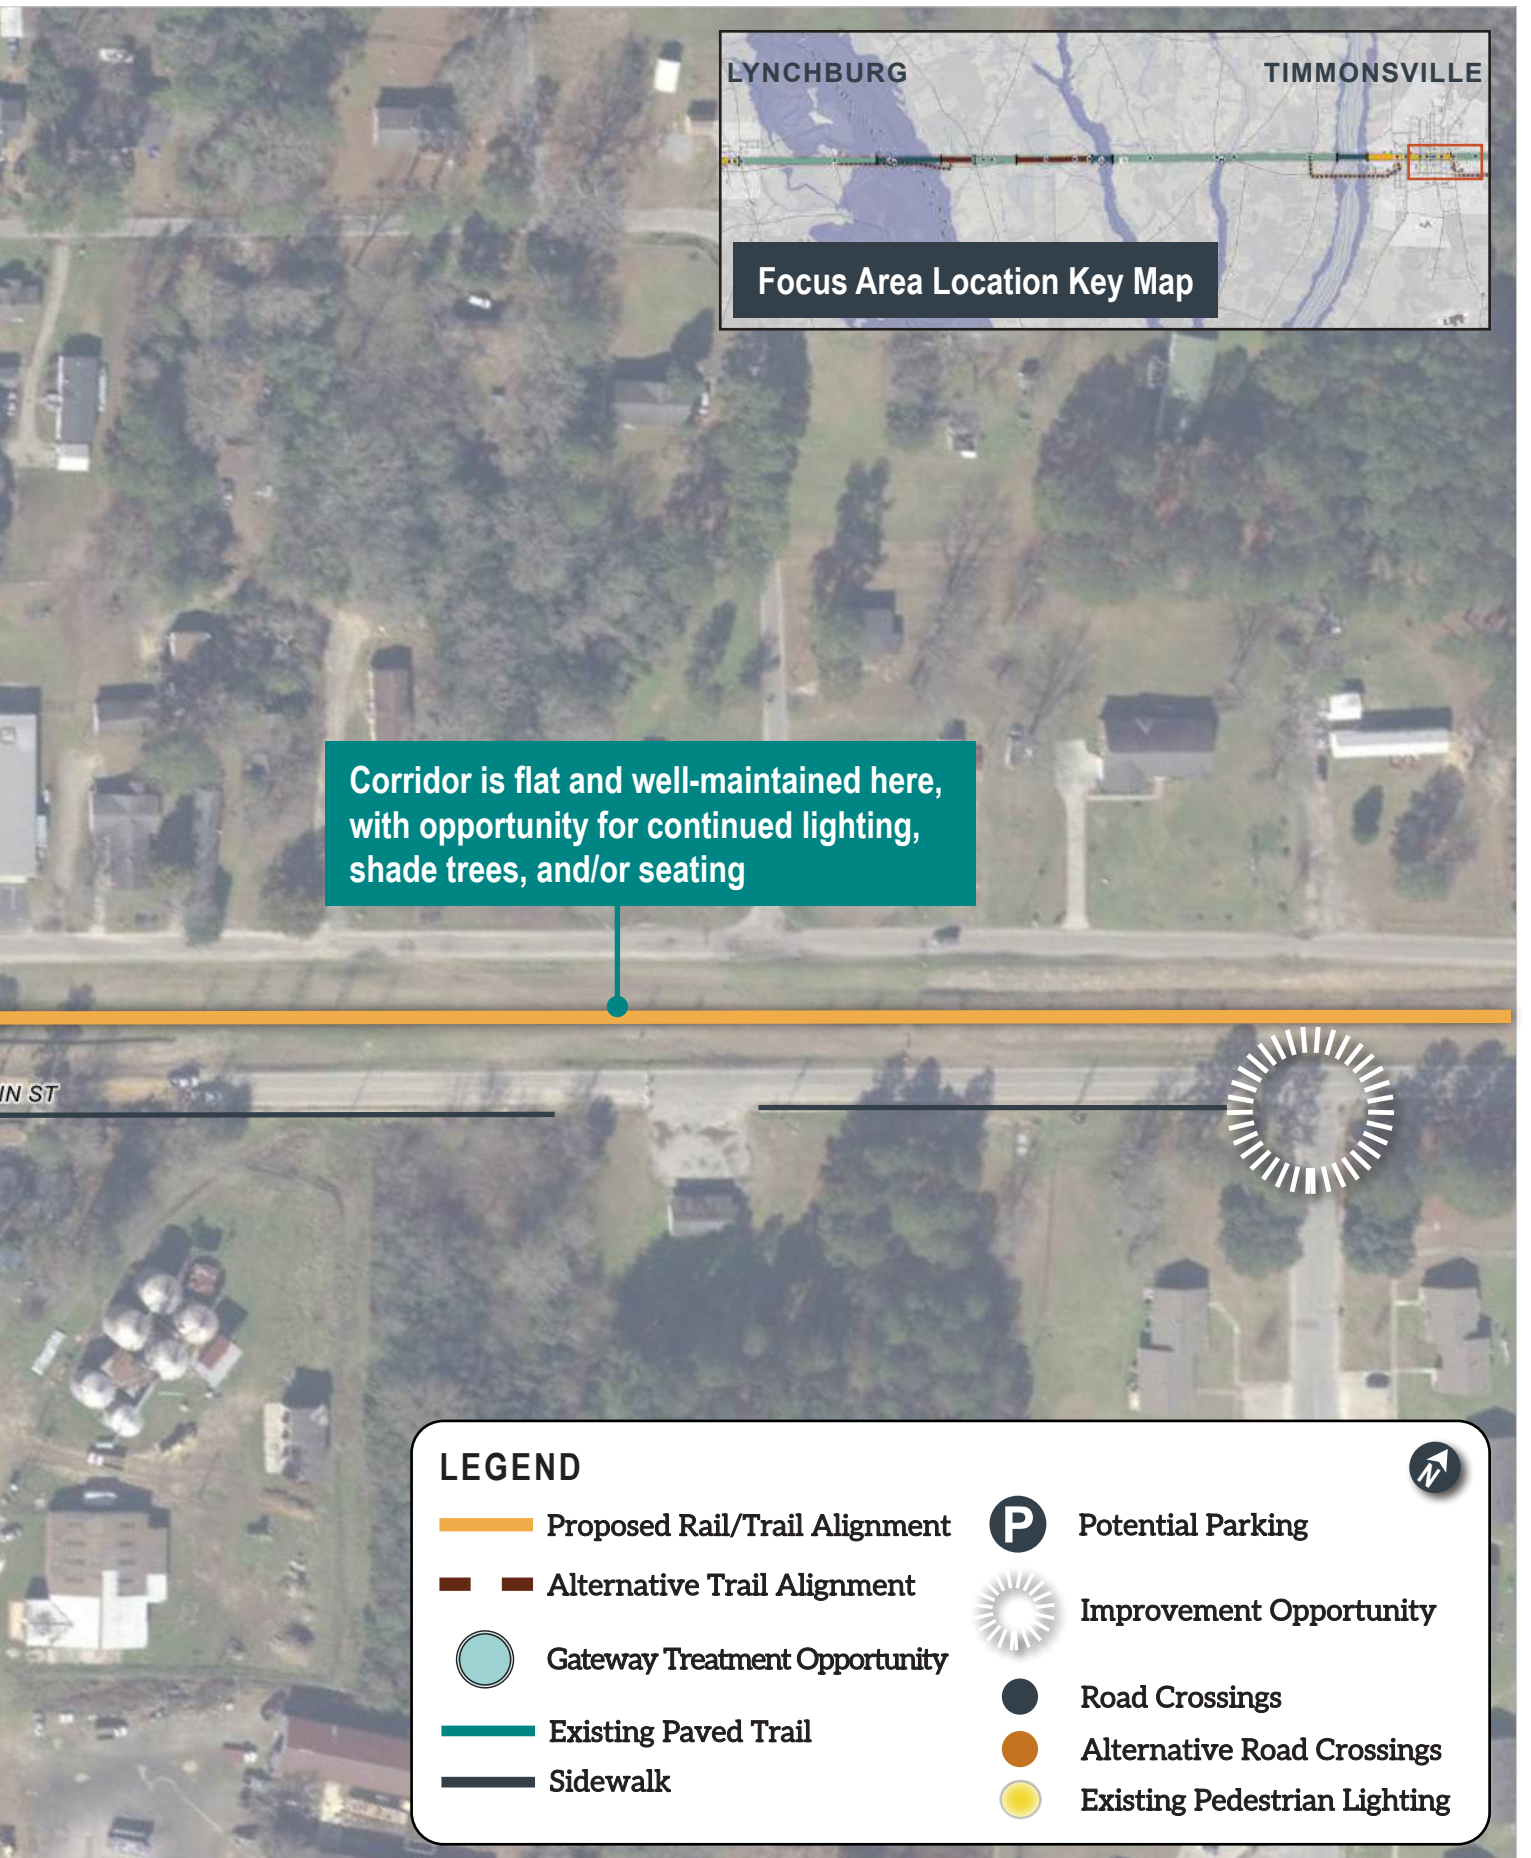 LYNCHBURG
TIMMONSVILLE
Focus Area Location Key Map
Corridor is flat and well-maintained here,
with opportunity for continued lighting,
shade trees, and/or seating
IN ST
LEGEND
N
Proposed Rail/Trail Alignment
Alternative Trail Alignment
Gateway Treatment Opportunity
Existing Paved Trail
Sidewalk
P
Potential Parking
Improvement Opportunity
Road Crossings
Alternative Road Crossings
Existing Pedestrian Lighting